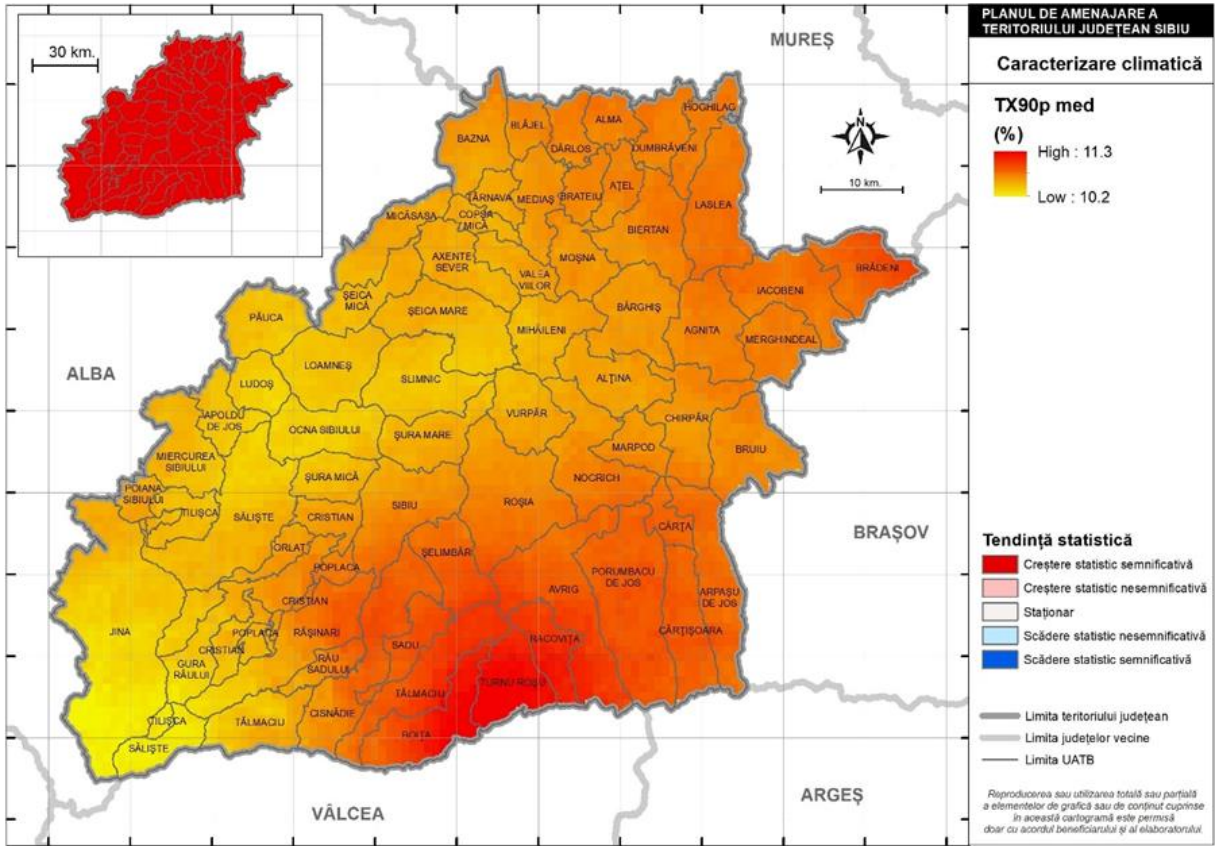 PLANUL DE AMENAJARE A
TERITORIULUI JUDEȚEAN SIBIU
Caracterizare climatică
TX90p med
(%)
High : 11.3
Low : 10.2
30 km.
MUREȘ
N
10 km.
HOGHILAG
ALMA
BLĂJEL
BAZNA
DÂRLOS
DUMBRĂVENI
AȚEL
TÂRNAVA
MEDIAȘ
BRATEIU
LASLEA
MICĂSASA
COPȘA
MICĂ
BIERTAN
AXENTE
SEVER
MOȘNA
VALEA
VIILOR
BRĂDENI
IACOBENI
ȘEICA
MICĂ
ȘEICA MARE
BÂRGHIȘ
PĂUCA
MIHĂILENI
AGNITA
MERGHINDEAL
ALBA
LOAMNEȘ
LUDOȘ
SLIMNIC
ALȚINA
APOLDU
DE JOS
VURPĂR
CHIRPĂR
OCNA SIBIULUI
ȘURA MARE
MARPOD
BRUIU
MIERCUREA
SIBIULUI
ȘURA MICĂ
NOCRICH
POIANA
SIBIULUI
TILIȘCA
SĂLIȘTE
CRISTIAN
SIBIU
ROȘIA
CÂRȚA
BRAȘOV
ORLAT
ȘELIMBĂR
POPLACA
PORUMBACU
DE JOS
AVRIG
ARPAȘU
DE JOS
CRISTIAN
JINA
POPLACA
RĂȘINARI
CÂRȚIȘOARA
RACOVIȚA
CRISTIAN
SADU
GURA
RÂULUI
RÂU
SADULUI
TURNU ROȘU
TĂLMACIU
CISNĂDIE
TILIȘCA
TĂLMACIU
BOIȚA
SĂLIȘTE
VÂLCEA
ARGEȘ
Tendință statistică
Creștere statistic semnificativă
Creștere statistic nesemnificativă
Staționar
Scădere statistic nesemnificativă
Scădere statistic semnificativă
Limita teritoriului județean
Limita județelor vecine
Limita UATB
Reproducerea sau utilizarea totală sau parțială
a elementelor de grafică sau de conținut cuprinse
în această cartogramă este permisă
doar cu acordul beneficiarului și al elaboratorului.